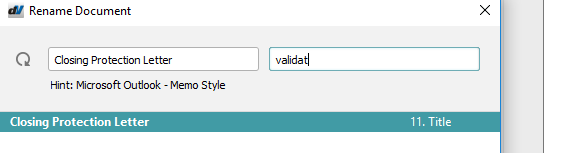 dV Rename Document
Closing Protection Letter validat
Hint: Microsoft Outlook - Memo Style
Closing Protection Letter 11. Title